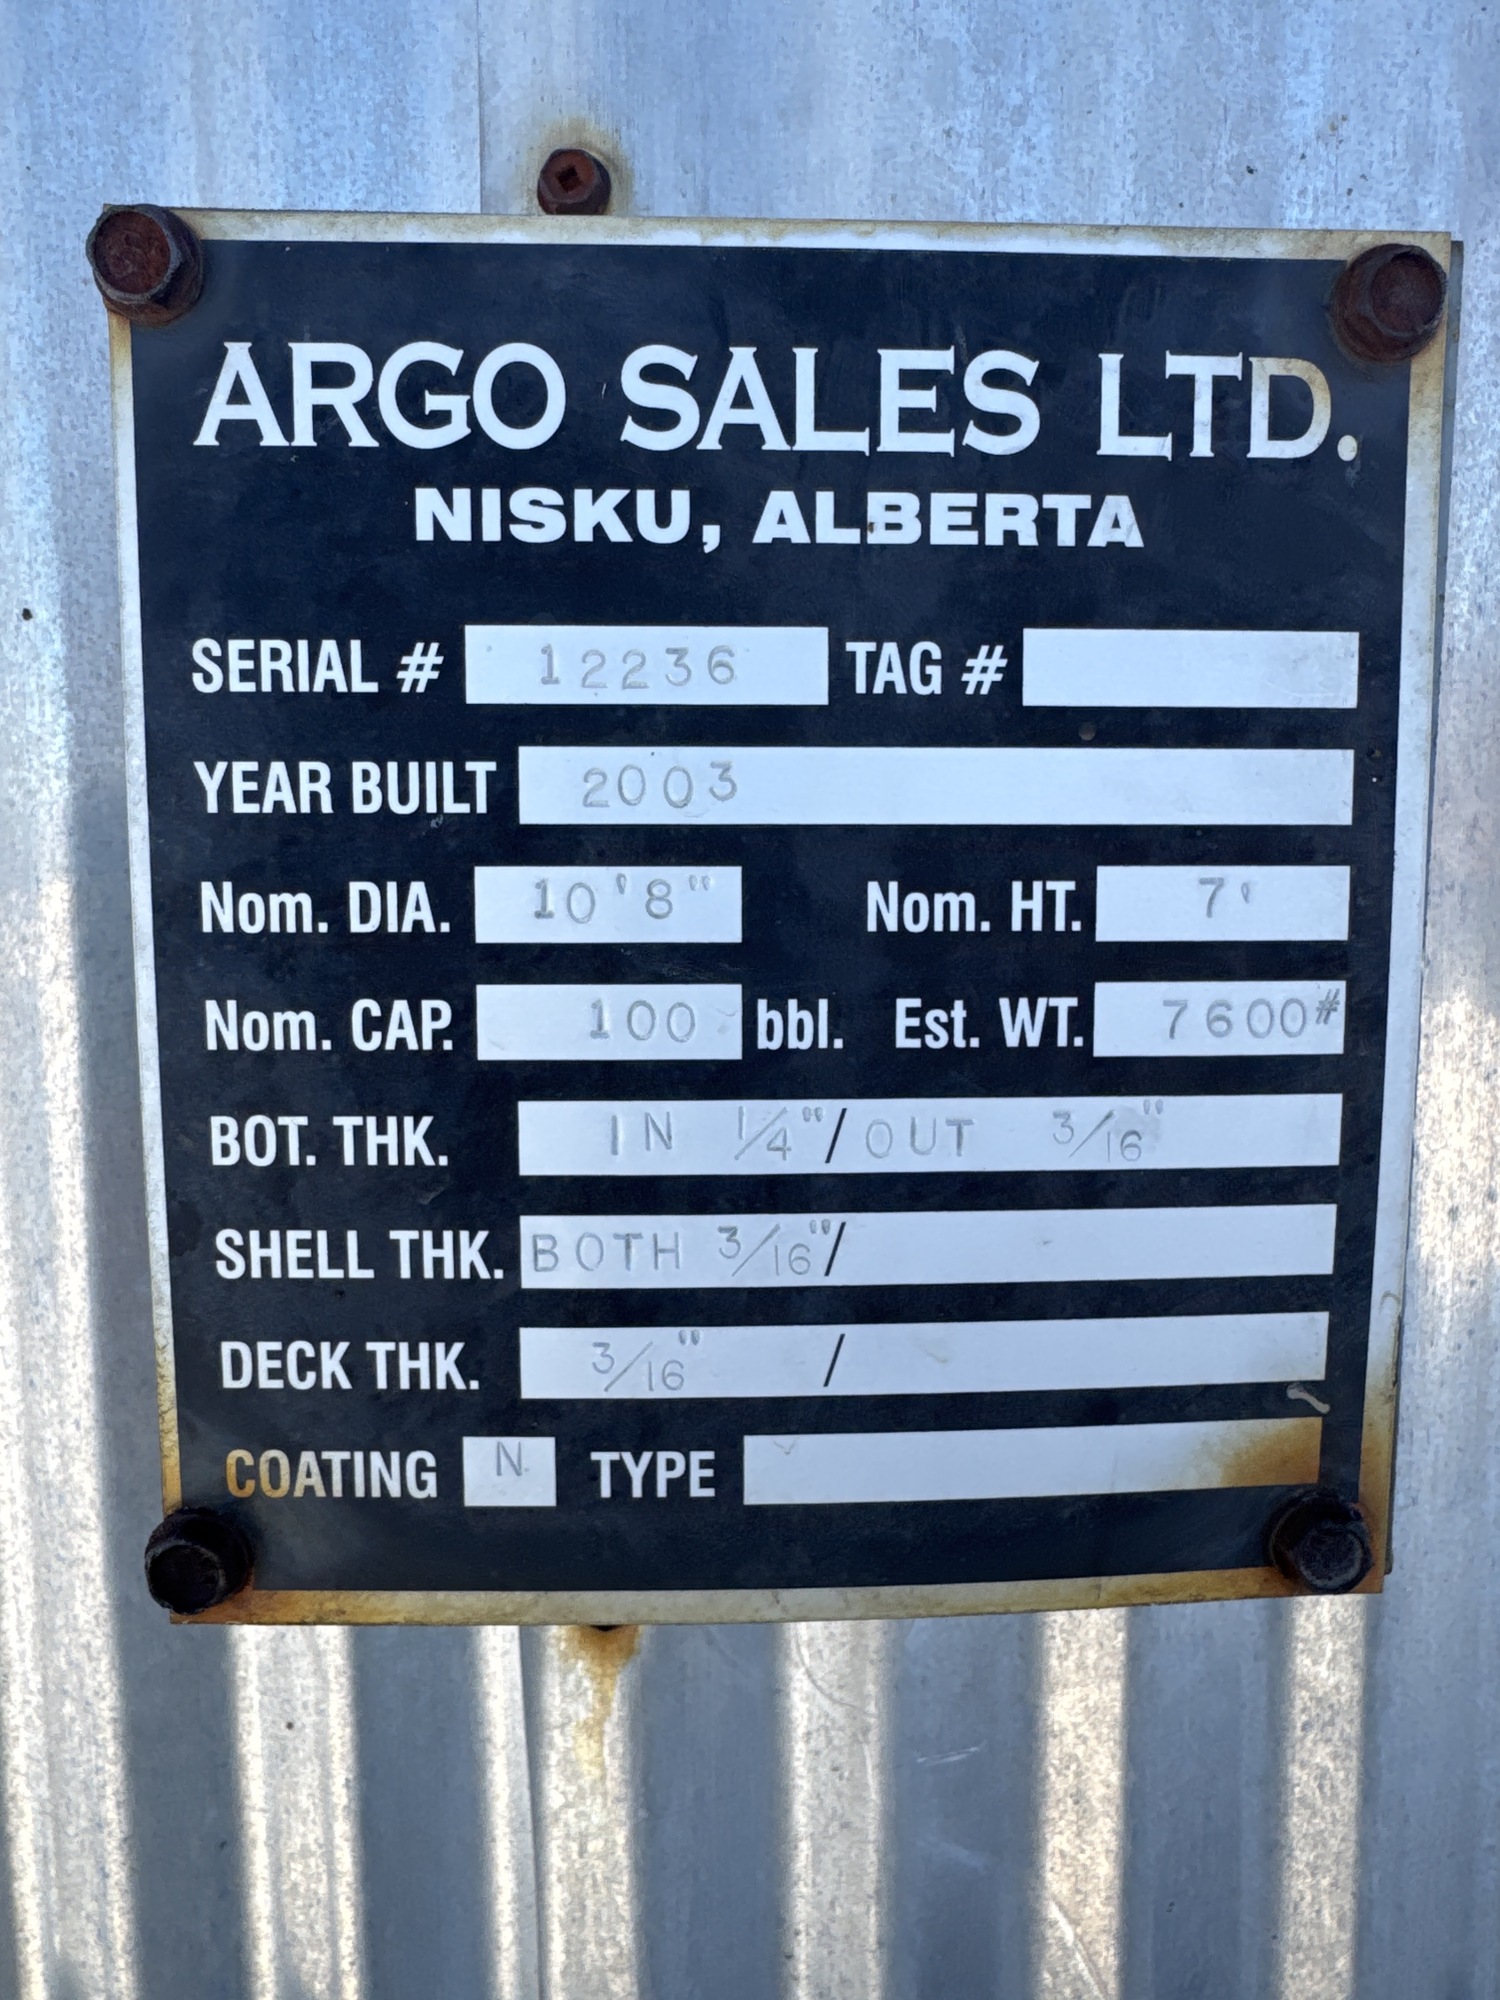 ARGO SALES LTD.
NISKU, ALBERTA
SERIAL # 12236 TAG #
YEAR BUILT 2003
Nom. DIA. 10'8" Nom. HT. 7'
Nom. CAP. 100 bbl. Est. WT. 7600#
BOT. THK. IN 1/4"/ OUT 3/16"
SHELL THK. BOTH 3/16"/
DECK THK. 3/16" /
COATING N TYPE